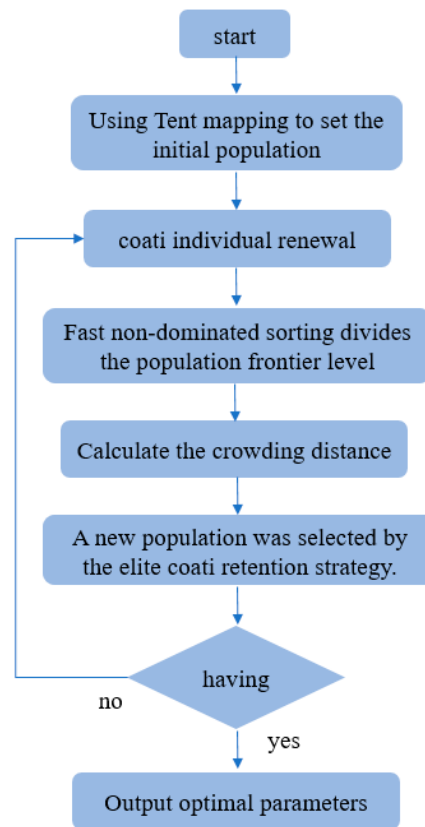 start
Using Tent mapping to set the
initial population
coati individual renewal
Fast non-dominated sorting divides
the population frontier level
Calculate the crowding distance
A new population was selected by
the elite coati retention strategy.
having
no
yes
Output optimal parameters